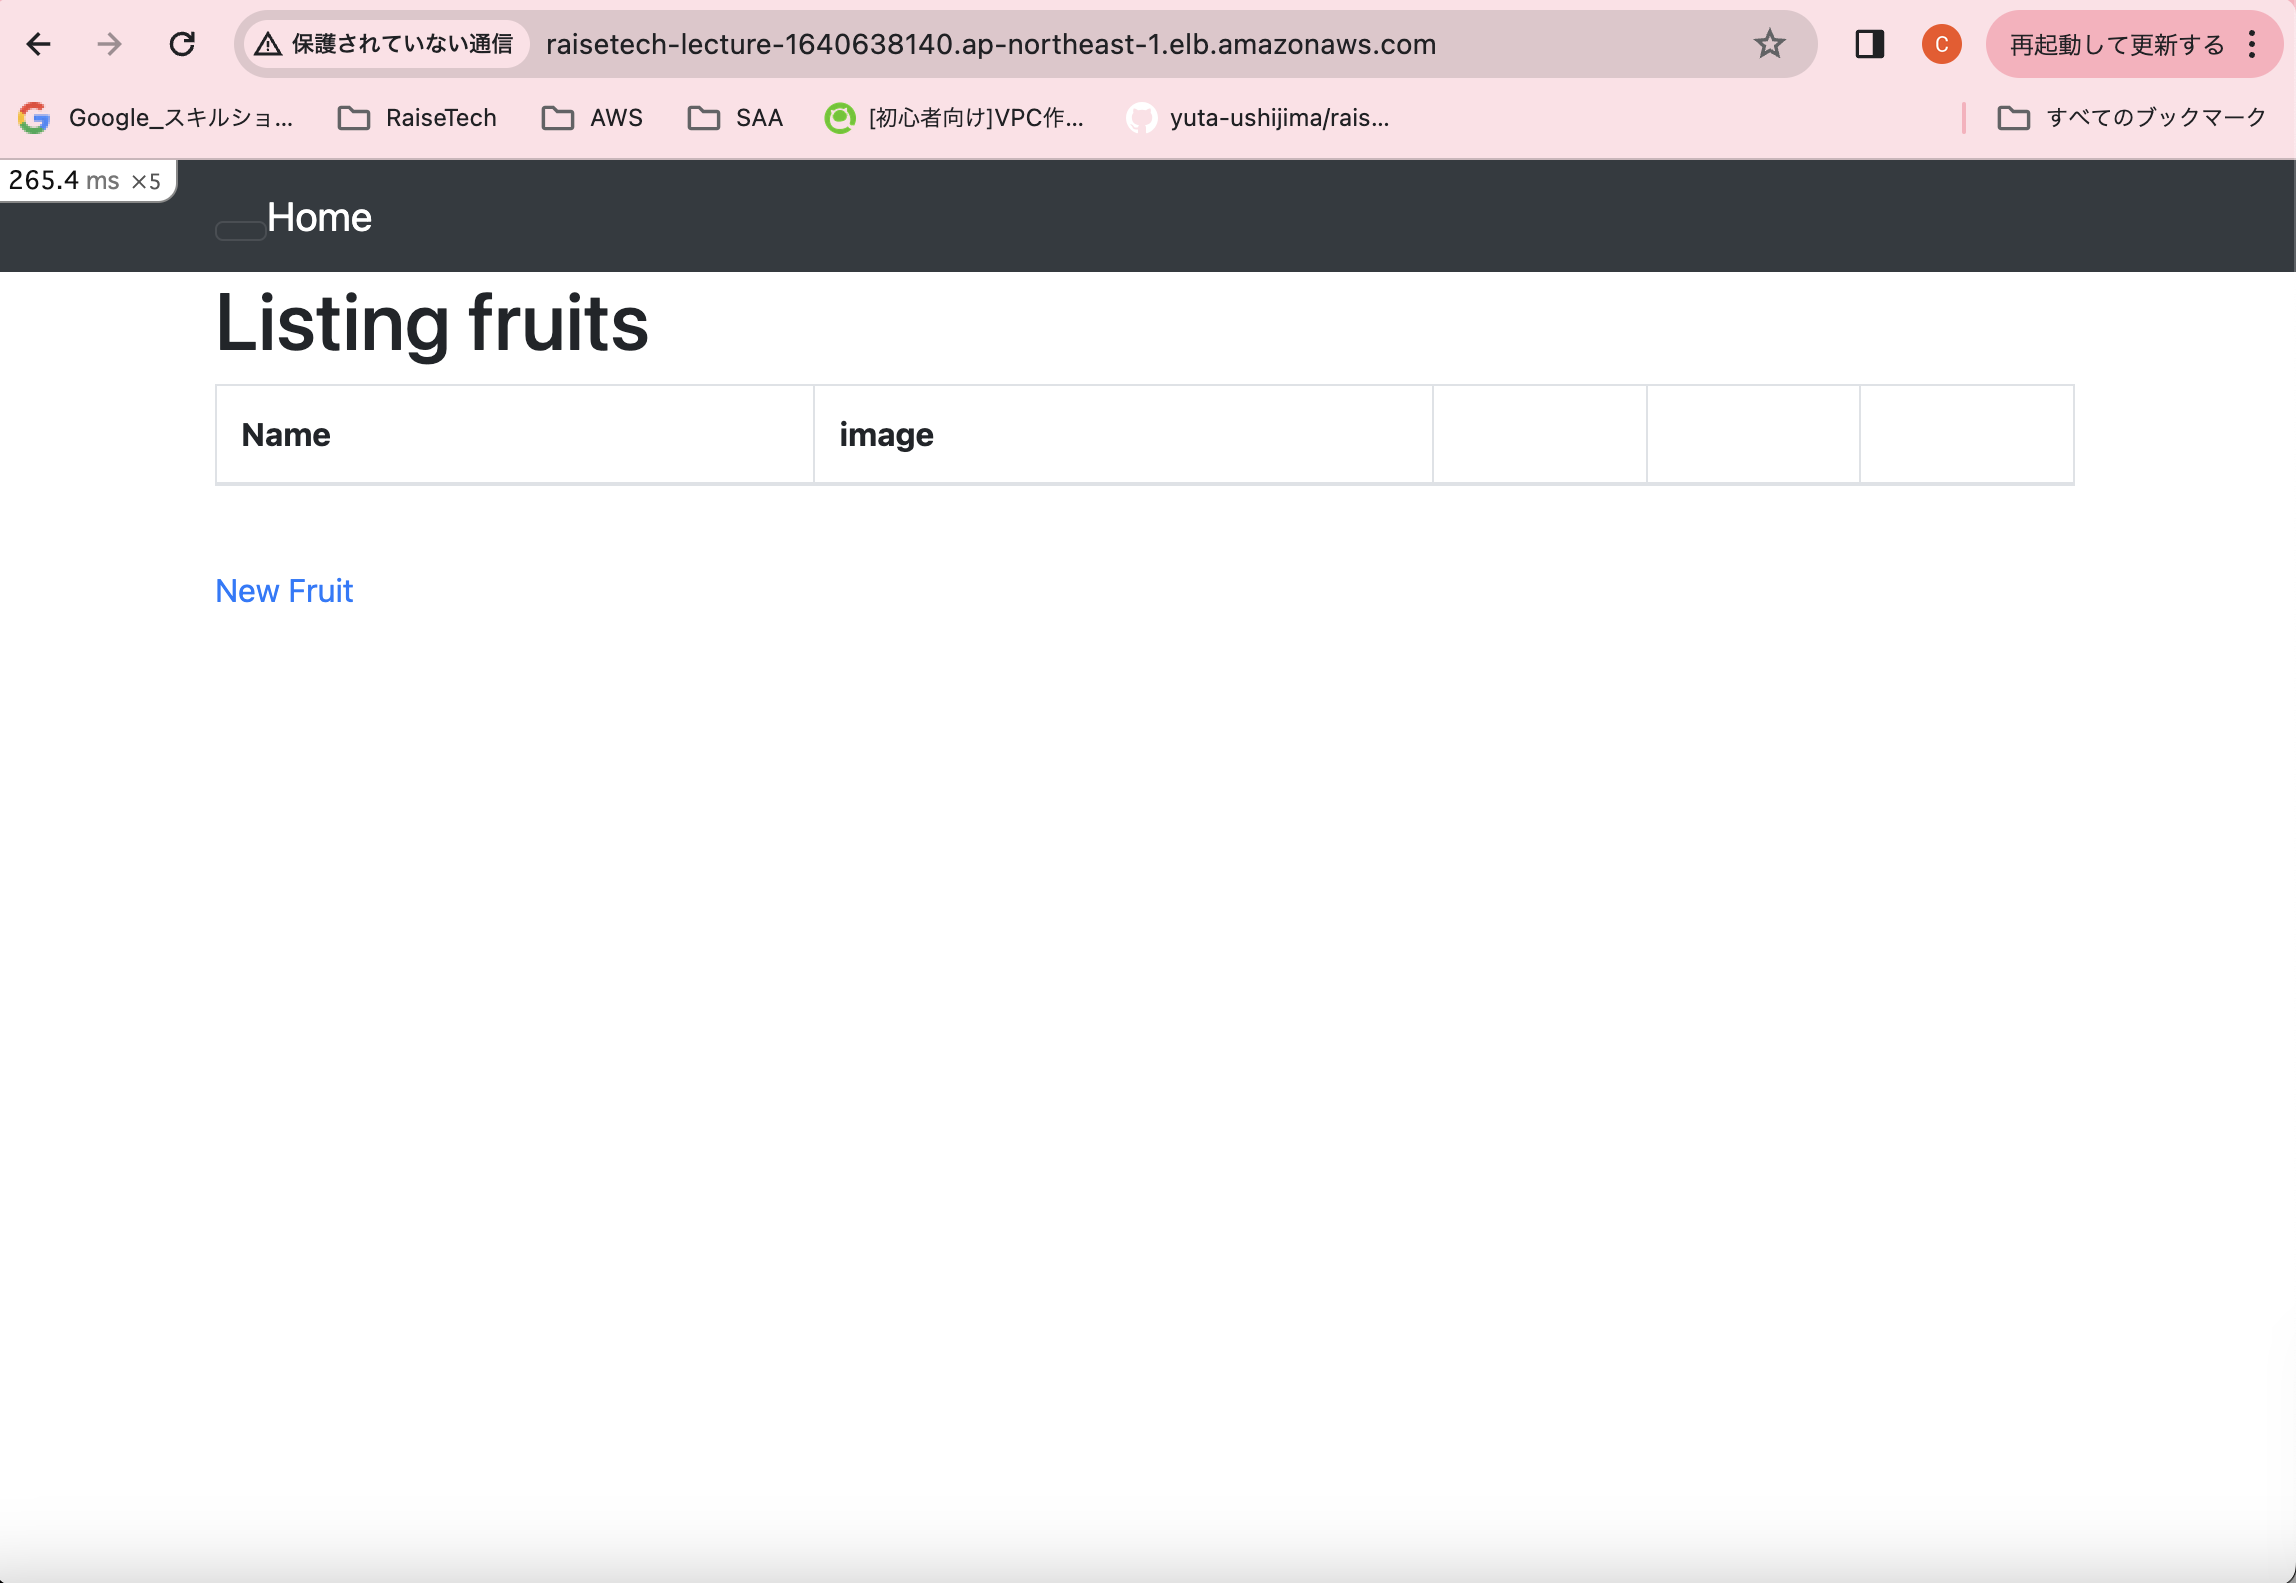 保護されていない通信 raisetech-lecture-1640638140.ap-northeast-1.elb.amazonaws.com C 再起動して更新する
Google_スキルショ... RaiseTech AWS SAA [初心者向け]VPC作... yuta-ushijima/rais... すべてのブックマーク
265.4 ms ×5
Home
Listing fruits
Name image
New Fruit